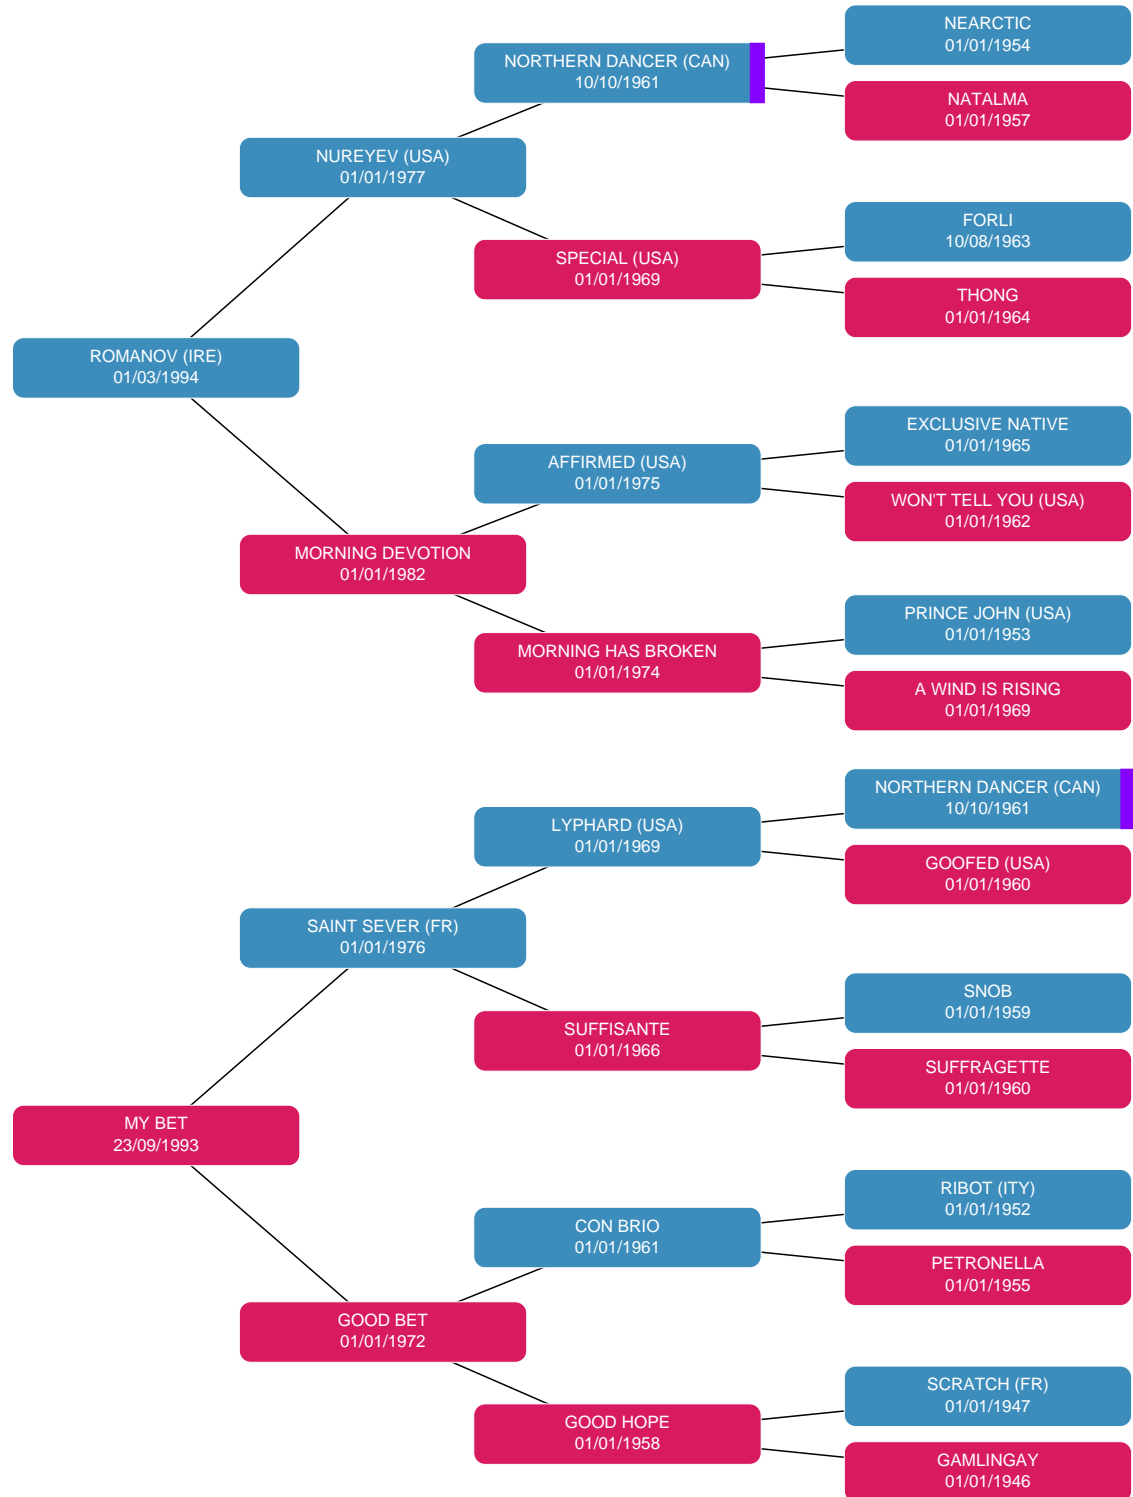 NEARCTIC
01/01/1954
NORTHERN DANCER (CAN)
10/10/1961
NATALMA
01/01/1957
NUREYEV (USA)
01/01/1977
FORLI
10/08/1963
SPECIAL (USA)
01/01/1969
THONG
01/01/1964
ROMANOV (IRE)
01/03/1994
EXCLUSIVE NATIVE
01/01/1965
AFFIRMED (USA)
01/01/1975
WON'T TELL YOU (USA)
01/01/1962
MORNING DEVOTION
01/01/1982
PRINCE JOHN (USA)
01/01/1953
MORNING HAS BROKEN
01/01/1974
A WIND IS RISING
01/01/1969
NORTHERN DANCER (CAN)
10/10/1961
LYPHARD (USA)
01/01/1969
GOOFED (USA)
01/01/1960
SAINT SEVER (FR)
01/01/1976
SNOB
01/01/1959
SUFFISANTE
01/01/1966
SUFFRAGETTE
01/01/1960
MY BET
23/09/1993
RIBOT (ITY)
01/01/1952
CON BRIO
01/01/1961
PETRONELLA
01/01/1955
GOOD BET
01/01/1972
SCRATCH (FR)
01/01/1947
GOOD HOPE
01/01/1958
GAMLINGAY
01/01/1946